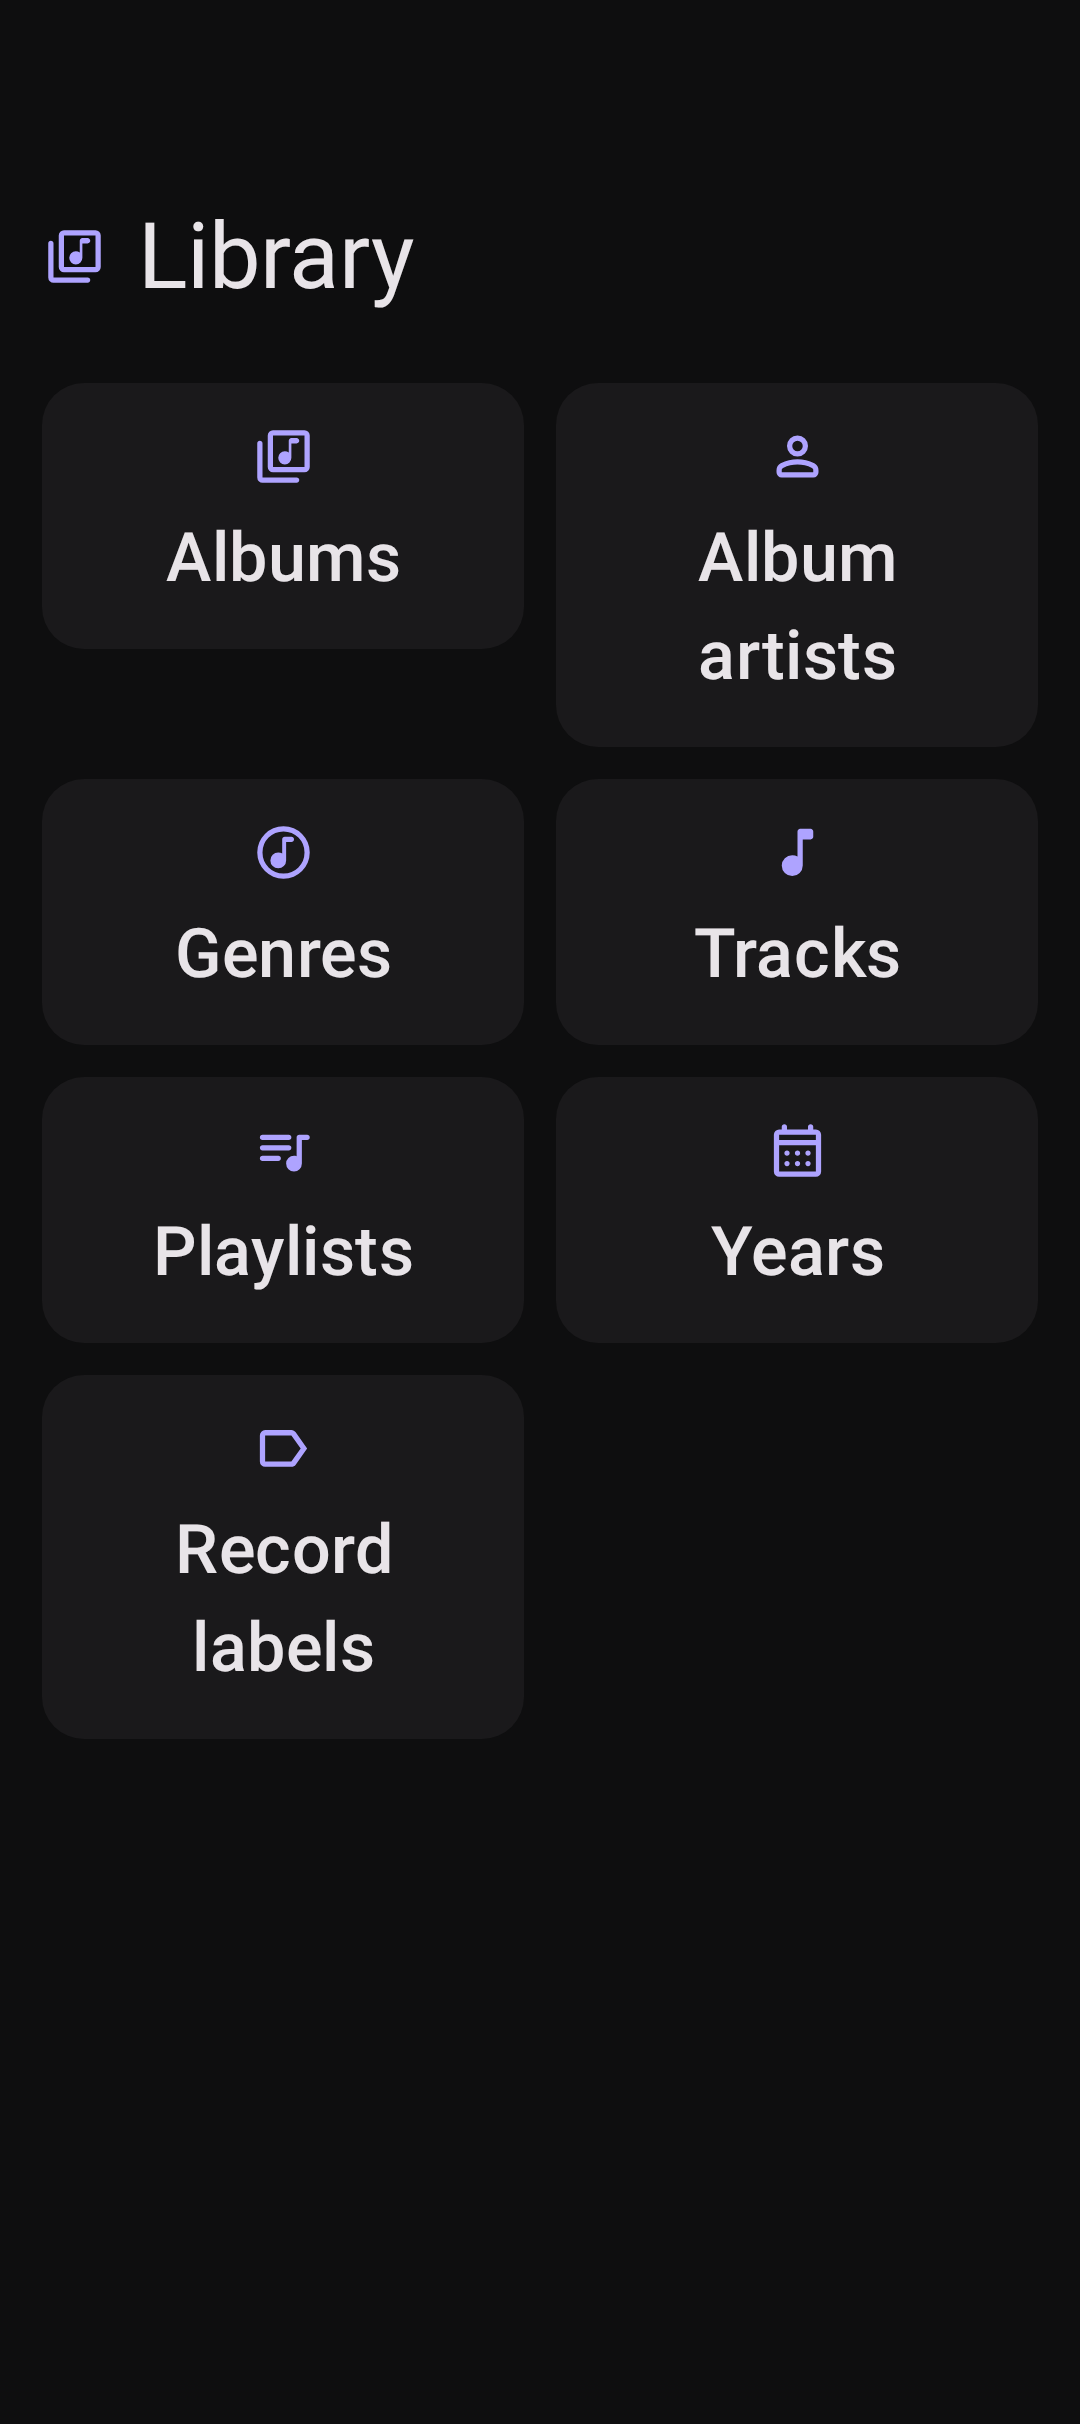 Library
Albums
Album
artists
Genres
Tracks
Playlists
Years
Record
labels